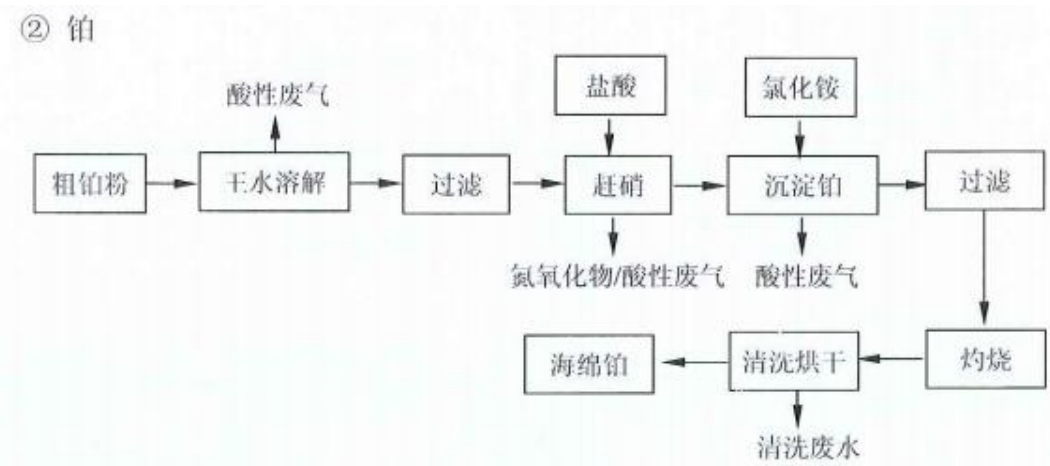 ② 铂
盐酸
氯化铵
酸性废气
粗铂粉
王水溶解
过滤
赶硝
沉淀铂
过滤
氮氧化物/酸性废气
酸性废气
海绵铂
清洗烘干
灼烧
清洗废水